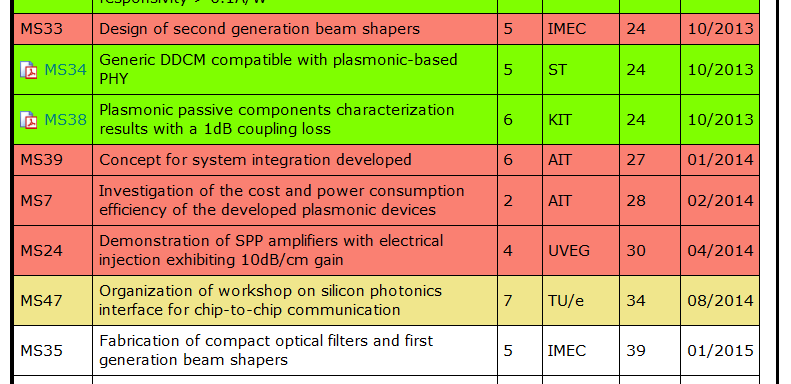 responsivity > 0.1A/W
MS33 Design of second generation beam shapers 5 IMEC 24 10/2013
MS34 Generic DDCM compatible with plasmonic-based PHY 5 ST 24 10/2013
MS38 Plasmonic passive components characterization results with a 1dB coupling loss 6 KIT 24 10/2013
MS39 Concept for system integration developed 6 AIT 27 01/2014
MS7 Investigation of the cost and power consumption efficiency of the developed plasmonic devices 2 AIT 28 02/2014
MS24 Demonstration of SPP amplifiers with electrical injection exhibiting 10dB/cm gain 4 UVEG 30 04/2014
MS47 Organization of workshop on silicon photonics interface for chip-to-chip communication 7 TU/e 34 08/2014
MS35 Fabrication of compact optical filters and first generation beam shapers 5 IMEC 39 01/2015